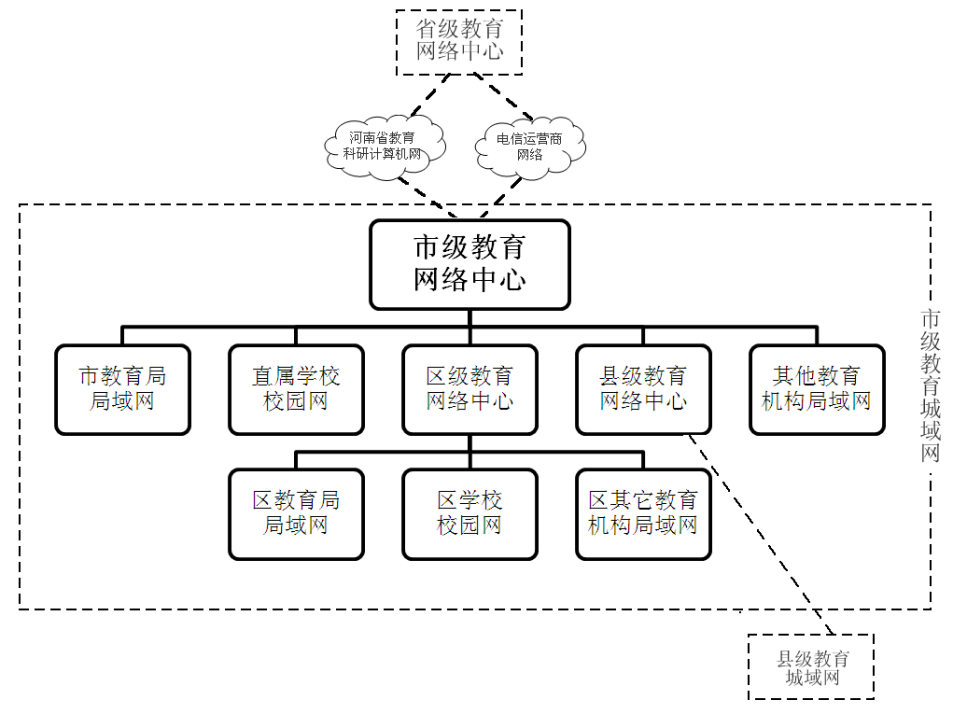 省级教育
网络中心
河南省教育
科研计算机网
电信运营商
网络
市级教育
网络中心
市级教育城域网
市教育局
局域网
直属学校
校园网
区级教育
网络中心
县级教育
网络中心
其他教育
机构局域网
区教育局
局域网
区学校
校园网
区其它教育
机构局域网
县级教育
城域网